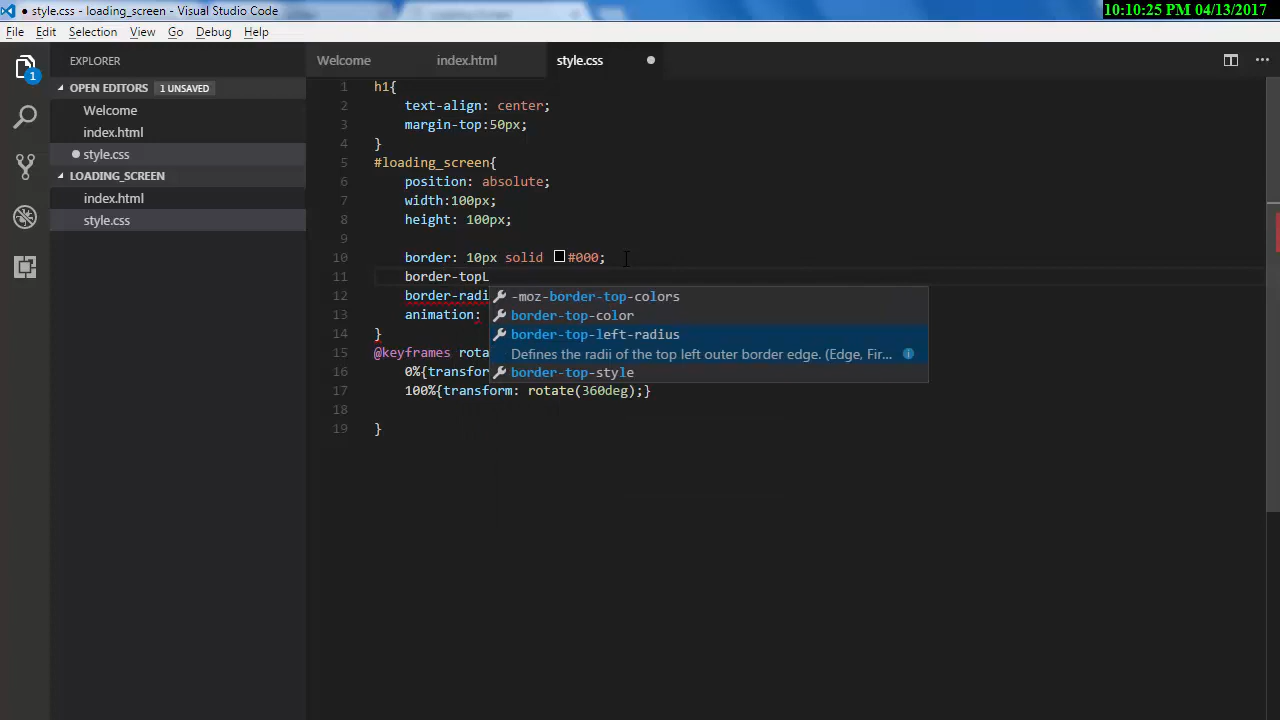 style.css - loading_screen - Visual Studio Code
10:10:25 PM 04/13/2017
File Edit Selection View Go Debug Help
1
EXPLORER
OPEN EDITORS 1 UNSAVED
Welcome
index.html
style.css
LOADING_SCREEN
index.html
style.css
Welcome index.html style.css
1 h1{
2 text-align: center;
3 margin-top:50px;
4 }
5 #loading_screen{
6 position: absolute;
7 width:100px;
8 height: 100px;
9
10 border: 10px solid #000;
11 border-topL
12 border-radi
13 animation:
14 }
15 @keyframes rota
16 0%{transfor
17 100%{transform: rotate(360deg);}
18
19 }
-moz-border-top-colors
border-top-color
border-top-left-radius
Defines the radii of the top left outer border edge. (Edge, Fir...
border-top-style